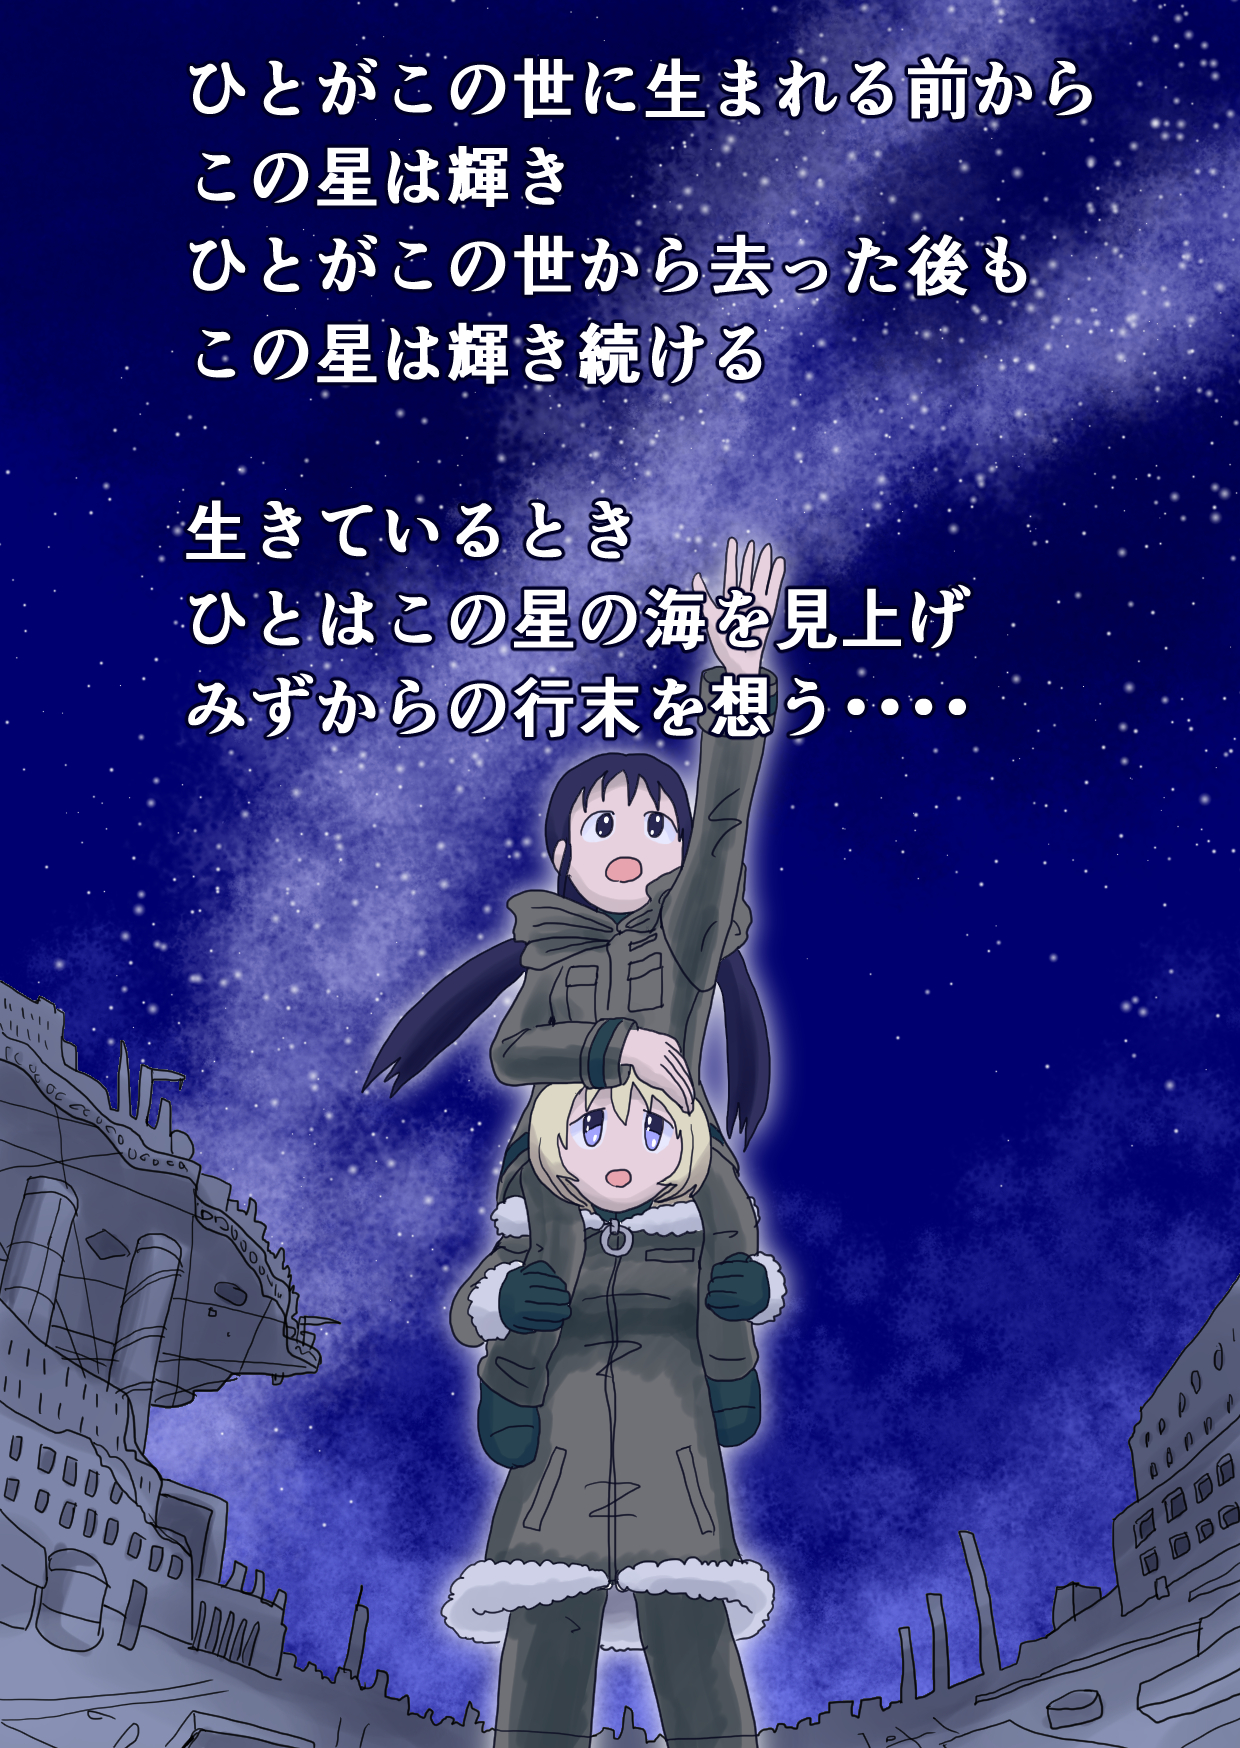 ひとがこの世に生まれる前から
この星は輝き
ひとがこの世から去った後も
この星は輝き続ける
生きているとき
ひとはこの星の海を見上げ
みずからの行末を想う・・・・